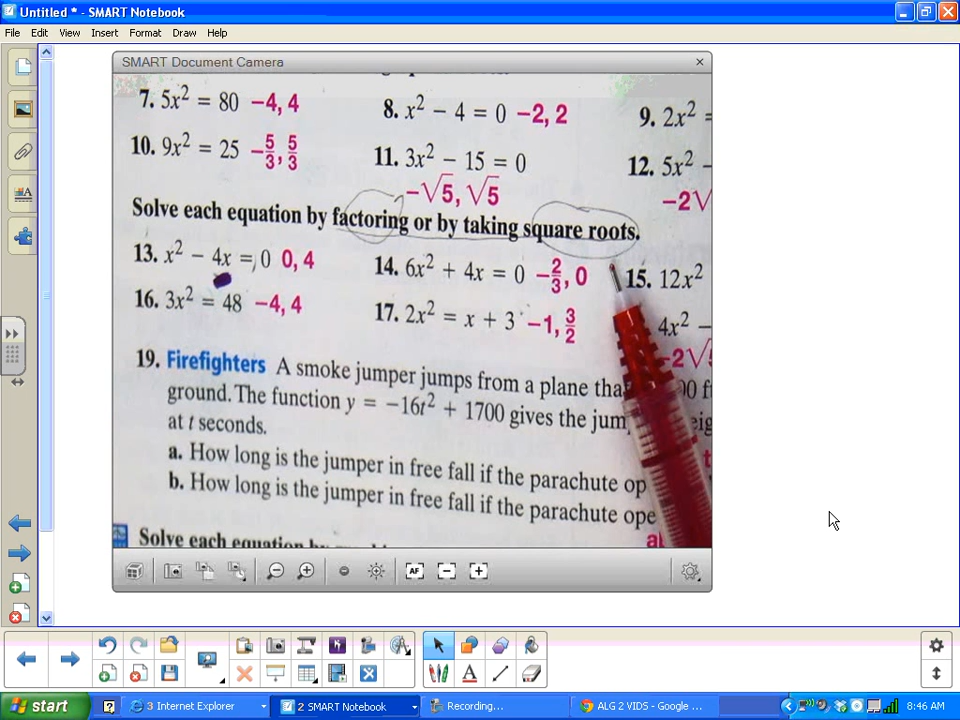 Untitled * - SMART Notebook
File Edit View Insert Format Draw Help
SMART Document Camera
7. 5x² = 80 -4, 4 8. x² - 4 = 0 -2, 2 9. 2x² =
10. 9x² = 25 -5/3, 5/3 11. 3x² - 15 = 0 12. 5x² -
-√5, √5 -2√
Solve each equation by factoring or by taking square roots.
13. x² - 4x = 0 0, 4 14. 6x² + 4x = 0 -2/3, 0 15. 12x²
16. 3x² = 48 -4, 4 17. 2x² = x + 3 -1, 3/2 4x² -
-2√
19. Firefighters A smoke jumper jumps from a plane
ground. The function y = -16t² + 1700 gives the
at t seconds.
a. How long is the jumper in free fall if the parachute
b. How long is the jumper in free fall if the parachute
Solve each equation by
AF
start 3 Internet Explorer 2 SMART Notebook Recording... ALG 2 VIDS - Google ... 8:46 AM